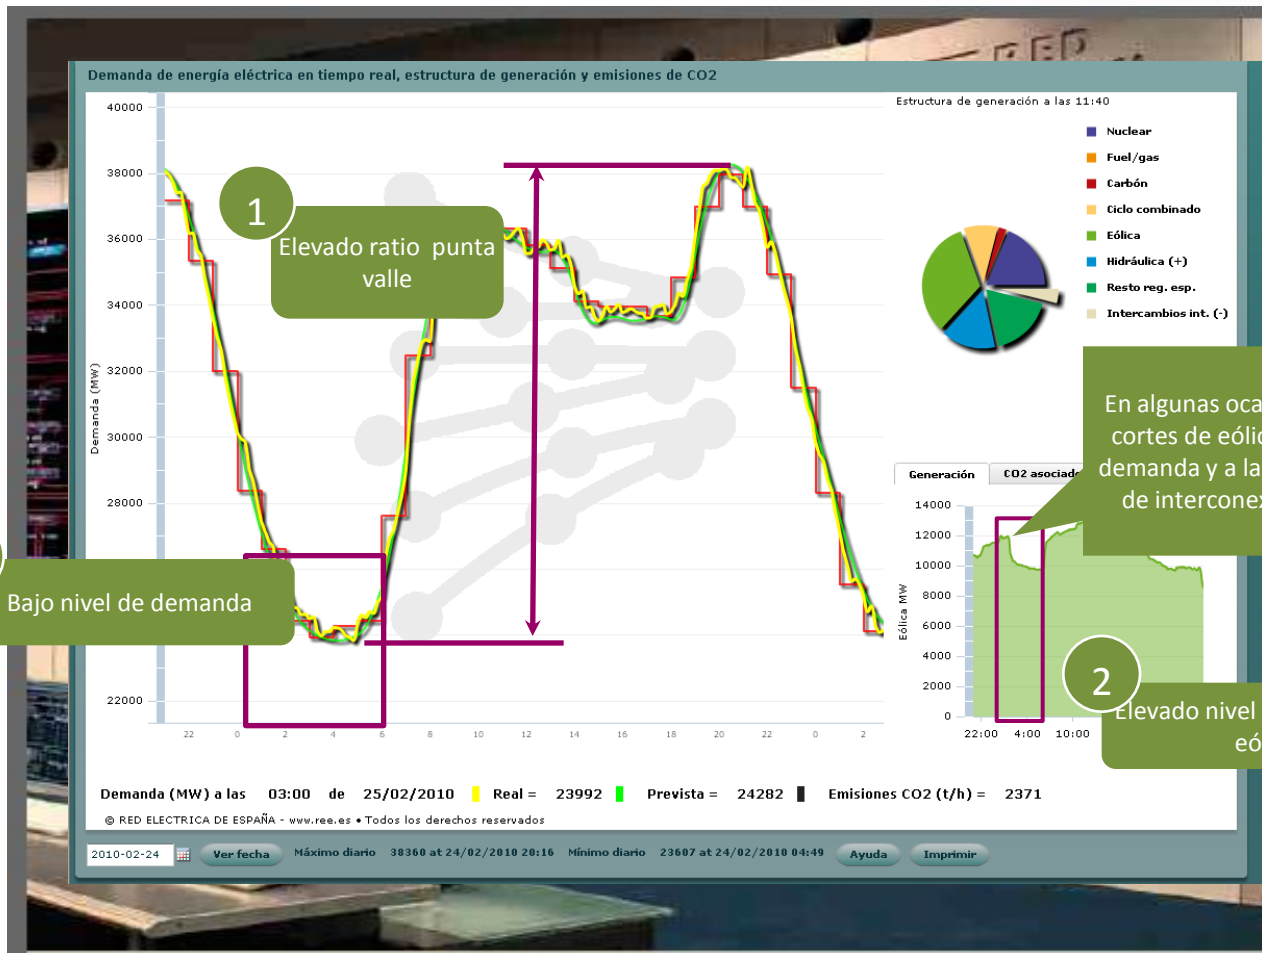 RED
Demanda de energía eléctrica en tiempo real, estructura de generación y emisiones de CO2
40000
38000
36000
34000
32000
30000
28000
22000
Demanda (MW)
22 0 2 4 6 8 10 12 14 16 18 20 22 0 2
1
Elevado ratio punta
valle
Bajo nivel de demanda
Estructura de generación a las 11:40
Nuclear
Fuel/gas
Carbón
Ciclo combinado
Eólica
Hidráulica (+)
Resto reg. esp.
Intercambios int. (-)
En algunas oca
cortes de eólic
demanda y a la
de interconex
Generación
CO2 asociado
14000
12000
10000
8000
6000
4000
2000
0
Eólica MW
22:00 4:00 10:00
2
Elevado nivel
eó
Demanda (MW) a las 03:00 de 25/02/2010 Real = 23992 Prevista = 24282 Emisiones CO2 (t/h) = 2371
© RED ELECTRICA DE ESPAÑA - www.ree.es • Todos los derechos reservados
2010-02-24 Ver fecha Máximo diario 38360 at 24/02/2010 20:16 Mínimo diario 23607 at 24/02/2010 04:49 Ayuda Imprimir